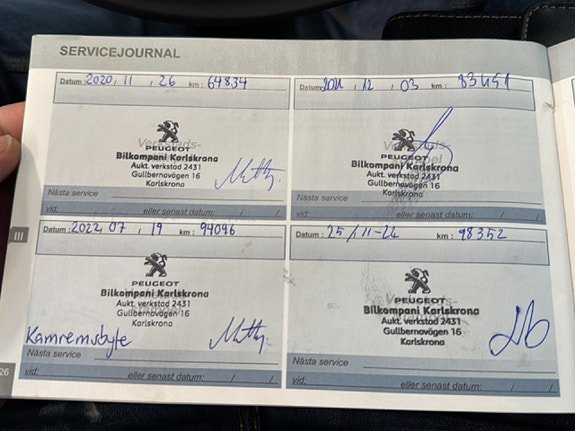 SERVICEJOURNAL
Datum: 2020, 11, 26 km: 64834
PEUGEOT
Bilkompani Karlskrona
Aukt. verkstad 2431
Gullbernavägen 16
Karlskrona
Nästa service
vid: eller senast datum: / /
Datum: , 12, 03 km: 83451
PEUGEOT
Bilkompani Karlskrona
Aukt. verkstad 2431
Gullbernavägen 16
Karlskrona
Nästa service
vid: eller senast datum: / /
Datum: 2022, 07, 19 km: 94096
PEUGEOT
Bilkompani Karlskrona
Aukt. verkstad 2431
Gullbernavägen 16
Karlskrona
Kamremsbyte
Nästa service
vid: eller senast datum: / /
Datum: 25/11-24 km: 98352
PEUGEOT
Bilkompani Karlskrona
Aukt. verkstad 2431
Gullbernavägen 16
Karlskrona
Nästa service
vid: eller senast datum: / /
III
26